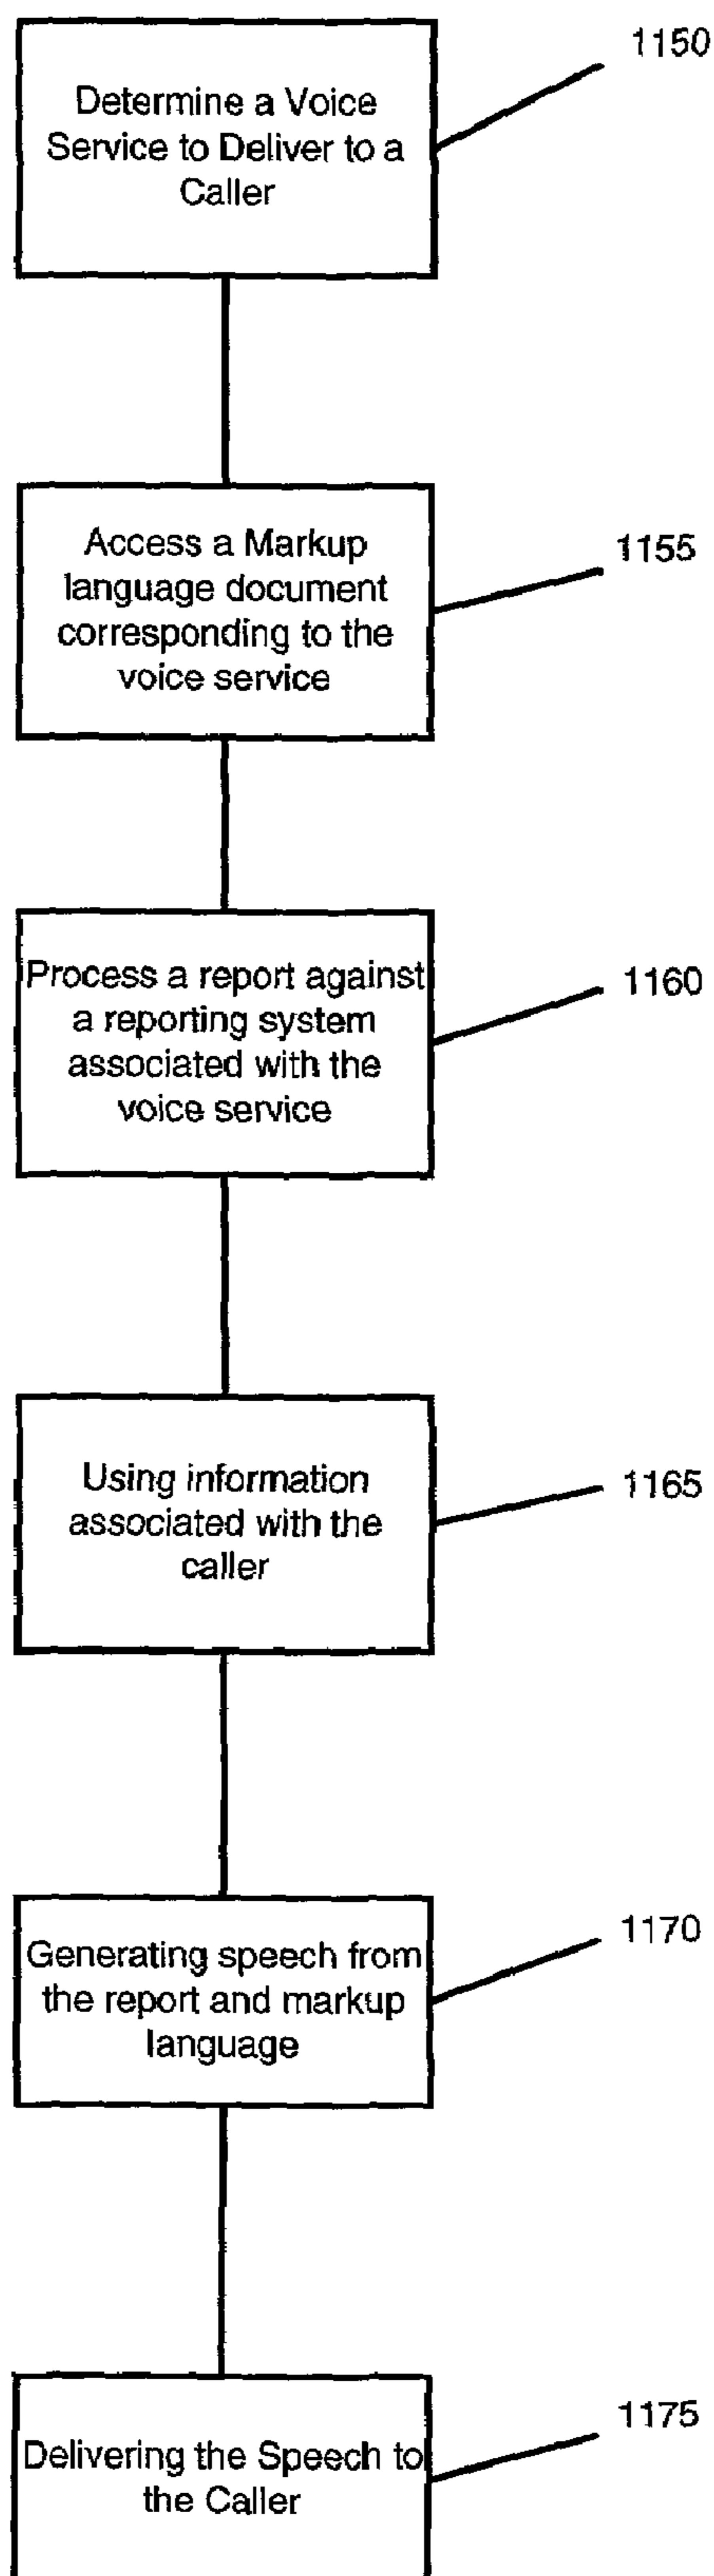 1150
Determine a Voice
Service to Deliver to a
Caller
1155
Access a Markup
language document
corresponding to the
voice service
1160
Process a report against
a reporting system
associated with the
voice service
1165
Using information
associated with the
caller
1170
Generating speech from
the report and markup
language
1175
Delivering the Speech to
the Caller